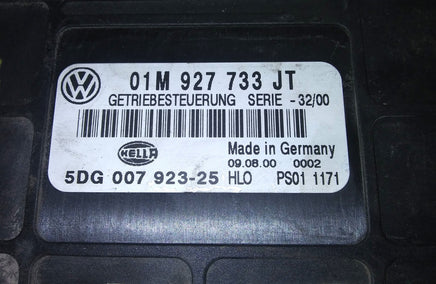 01M 927 733 JT
GETRIEBESTEUERUNG SERIE - 32/00
Made in Germany
HELLA
09.08.00 0002
5DG 007 923-25 HLO PS01 1171